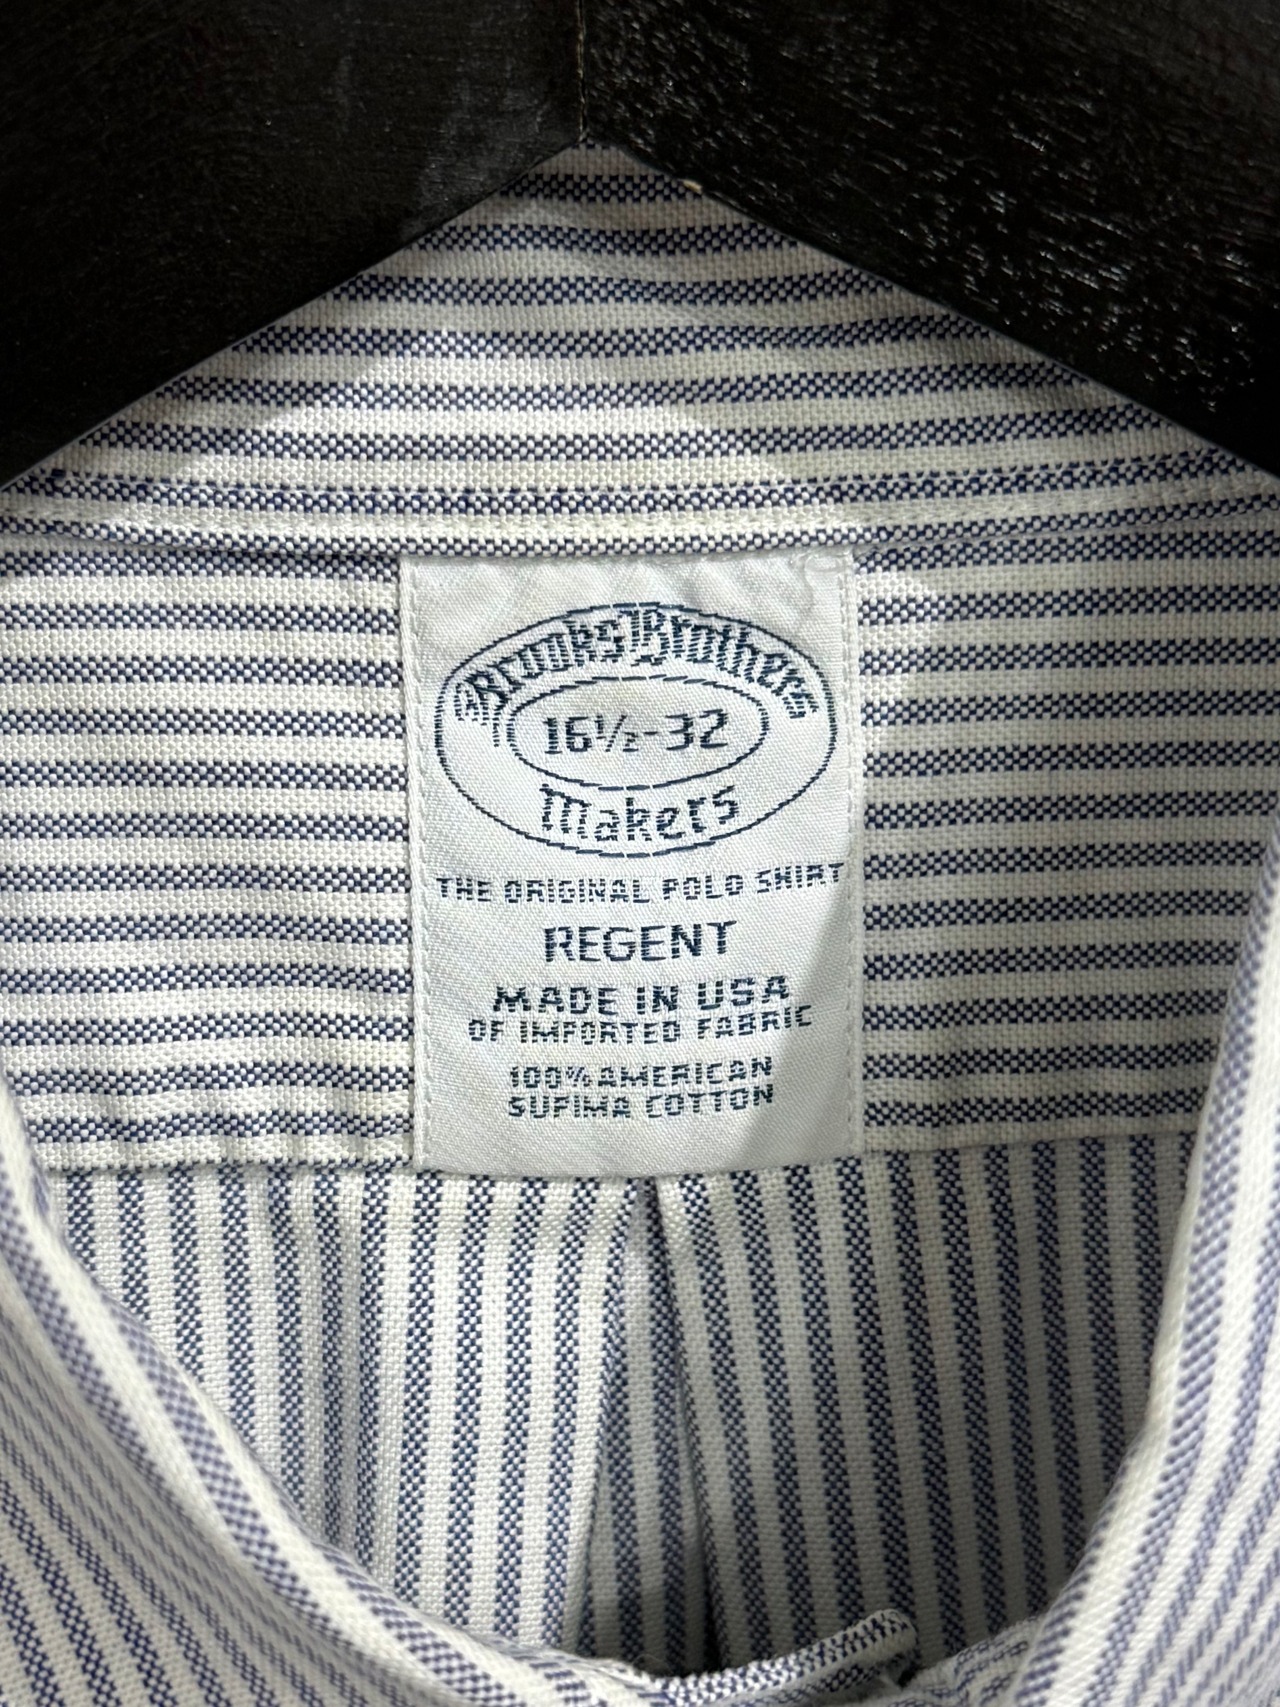 Brooks Brothers
16½-32
Makers
THE ORIGINAL POLO SHIRT
REGENT
MADE IN USA
OF IMPORTED FABRIC
100% AMERICAN
SUPIMA COTTON